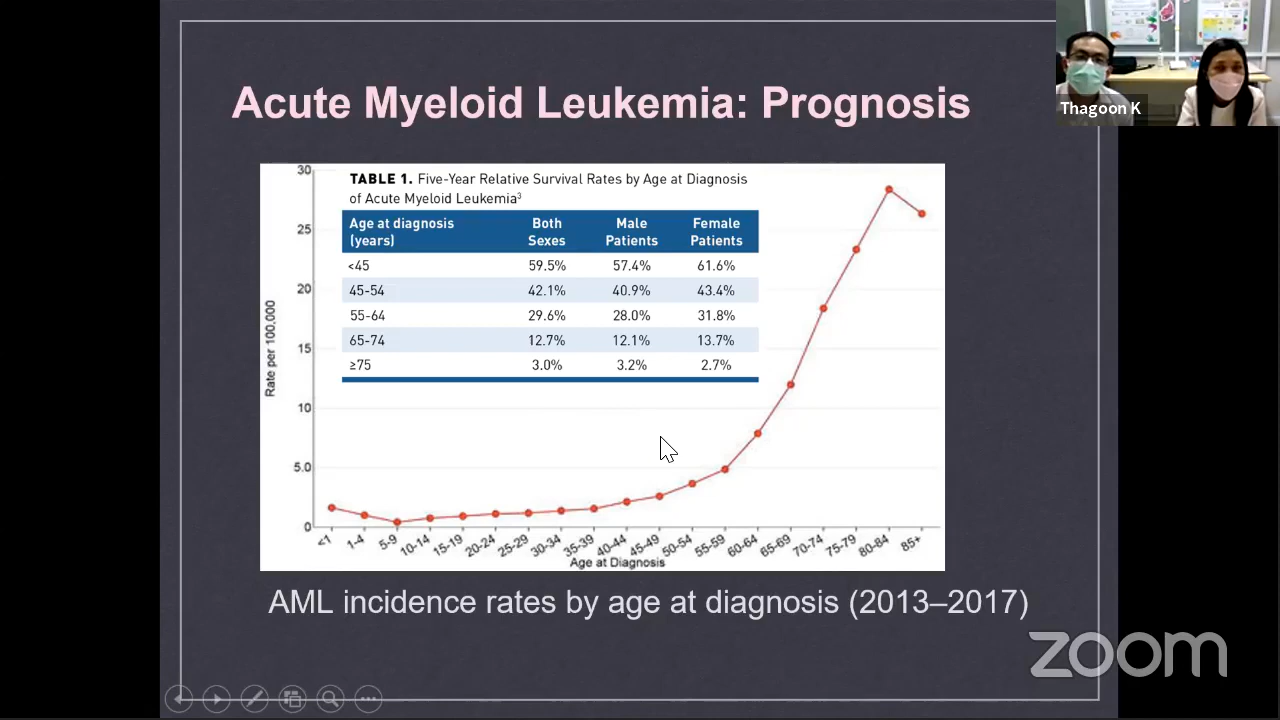 Acute Myeloid Leukemia: Prognosis
Thagoon K
TABLE 1. Five-Year Relative Survival Rates by Age at Diagnosis
of Acute Myeloid Leukemia3
Age at diagnosis (years) Both Sexes Male Patients Female Patients
<45 59.5% 57.4% 61.6%
45-54 42.1% 40.9% 43.4%
55-64 29.6% 28.0% 31.8%
65-74 12.7% 12.1% 13.7%
≥75 3.0% 3.2% 2.7%
Rate per 100,000
30
25
20
15
10
5.0
0
<1 1-4 5-9 10-14 15-19 20-24 25-29 30-34 35-39 40-44 45-49 50-54 55-59 60-64 65-69 70-74 75-79 80-84 85+
Age at Diagnosis
AML incidence rates by age at diagnosis (2013–2017)
zoom